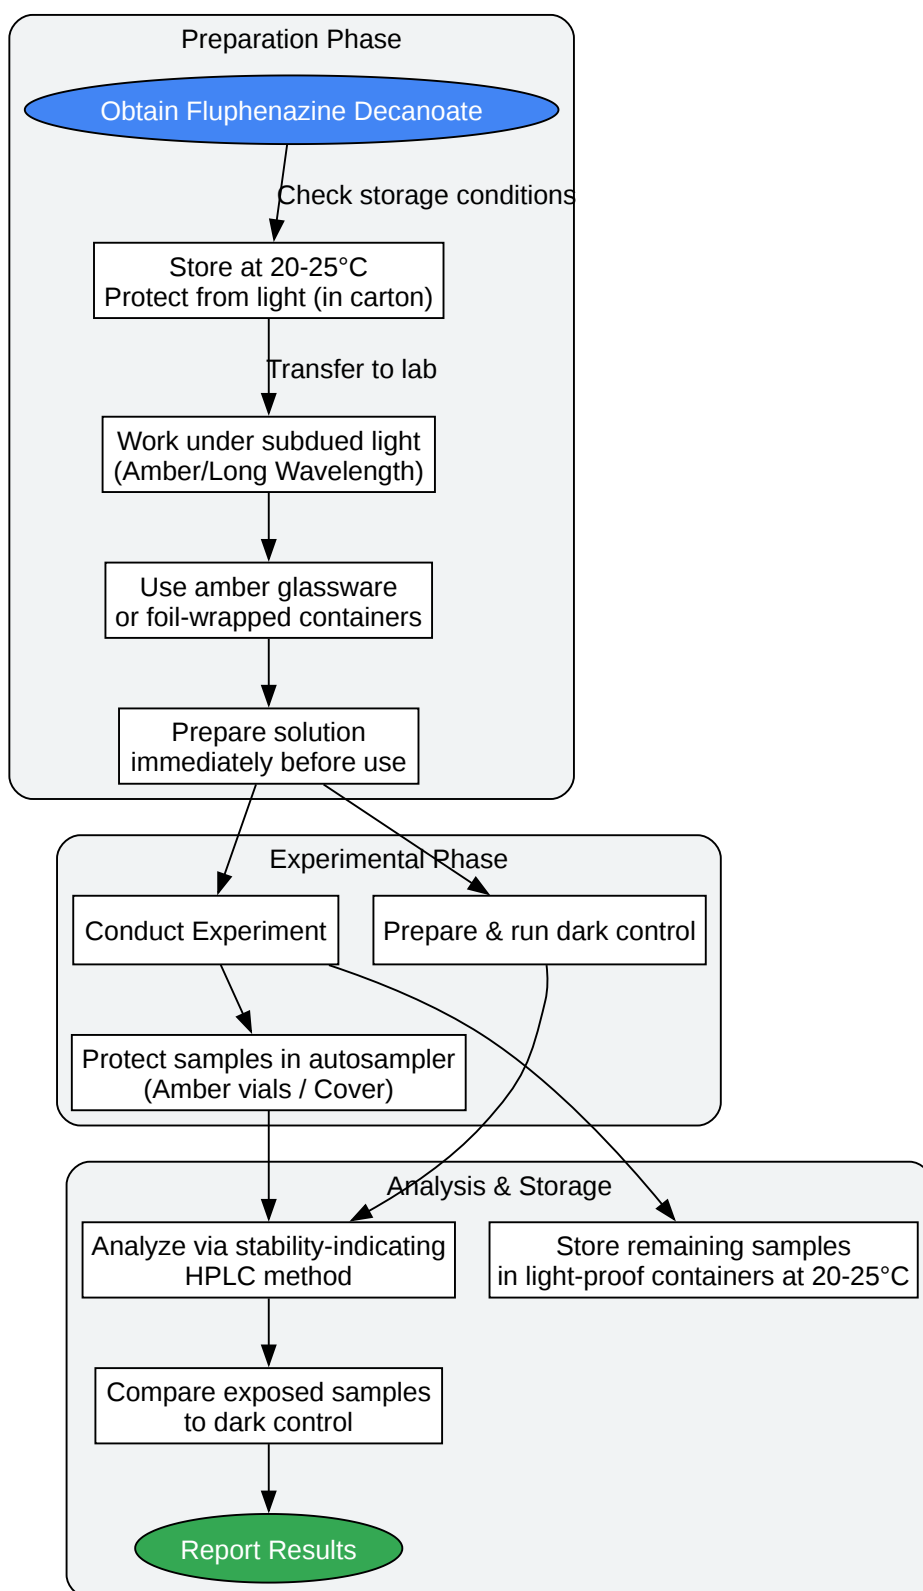 Preparation Phase
Obtain Fluphenazine Decanoate
Check storage conditions
Store at 20-25°C
Protect from light (in carton)
Transfer to lab
Work under subdued light
(Amber/Long Wavelength)
Use amber glassware
or foil-wrapped containers
Prepare solution
immediately before use
Experimental Phase
Conduct Experiment
Prepare & run dark control
Protect samples in autosampler
(Amber vials / Cover)
Analysis & Storage
Analyze via stability-indicating
HPLC method
Store remaining samples
in light-proof containers at 20-25°C
Compare exposed samples
to dark control
Report Results